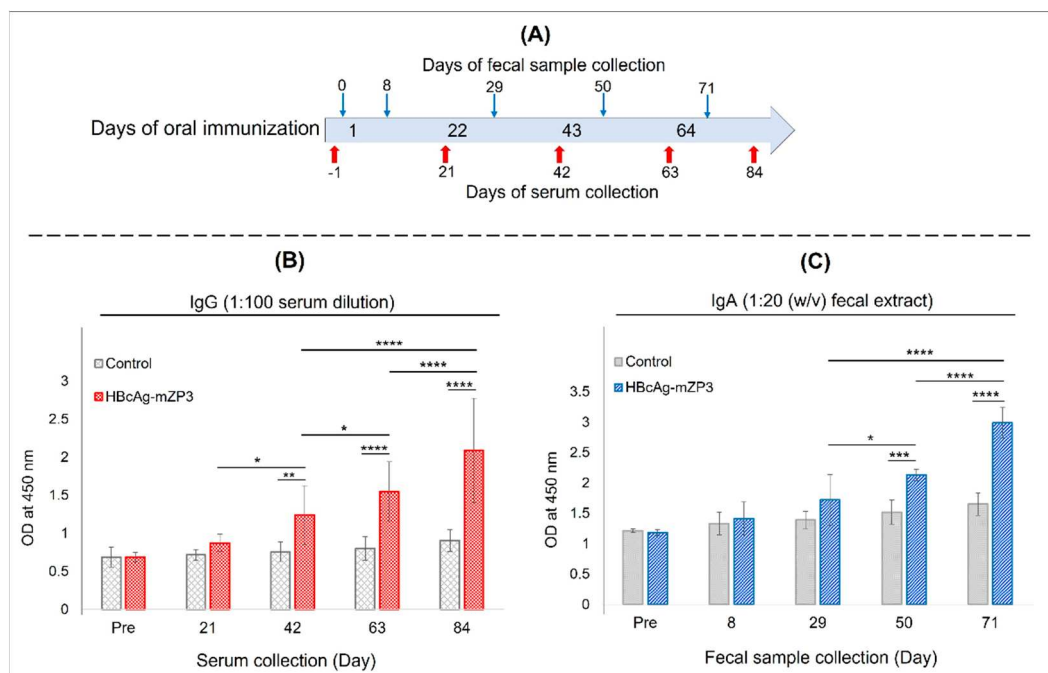 (A)
Days of fecal sample collection
0 8 29 50 71
Days of oral immunization 1 22 43 64
-1 21 42 63 84
Days of serum collection
(B)
IgG (1:100 serum dilution)
****
****
Control
HBcAg-mZP3
****
*
****
*
**
3
2.5
2
1.5
1
0.5
0
OD at 450 nm
Pre 21 42 63 84
Serum collection (Day)
(C)
IgA (1:20 (w/v) fecal extract)
****
****
Control
HBcAg-mZP3
****
*
***
3.5
3
2.5
2
1.5
1
0.5
0
OD at 450 nm
Pre 8 29 50 71
Fecal sample collection (Day)